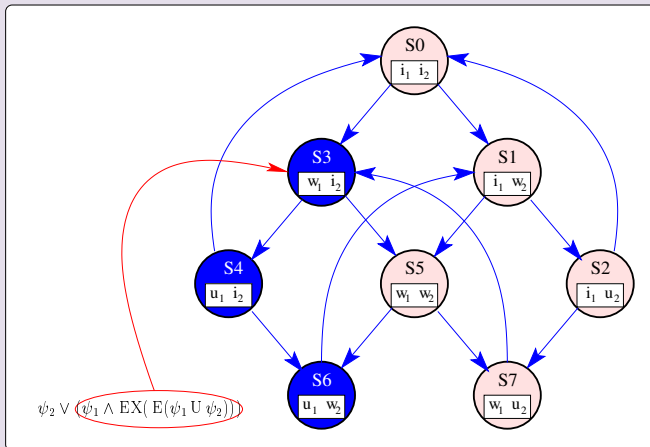 S0
i₁ i₂
S3
w₁ i₂
S1
i₁ w₂
S4
u₁ i₂
S5
w₁ w₂
S2
i₁ u₂
S6
u₁ w₂
S7
w₁ u₂
ψ₂ ∨ (ψ₁ ∧ EX( E(ψ₁ U ψ₂)))